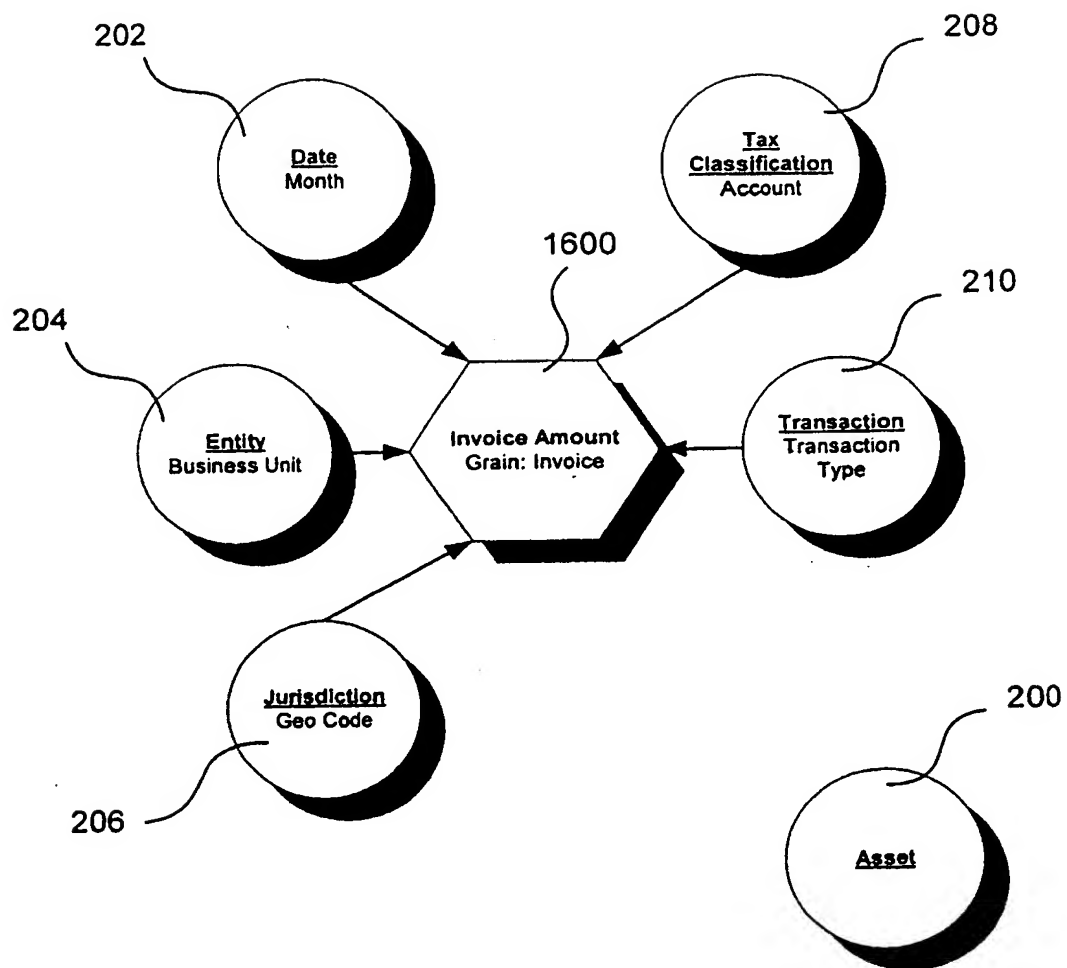 202
208
Date
Month
Tax
Classification
Account
1600
210
204
Entity
Business Unit
Invoice Amount
Grain: Invoice
Transaction
Transaction
Type
Jurisdiction
Geo Code
200
206
Asset